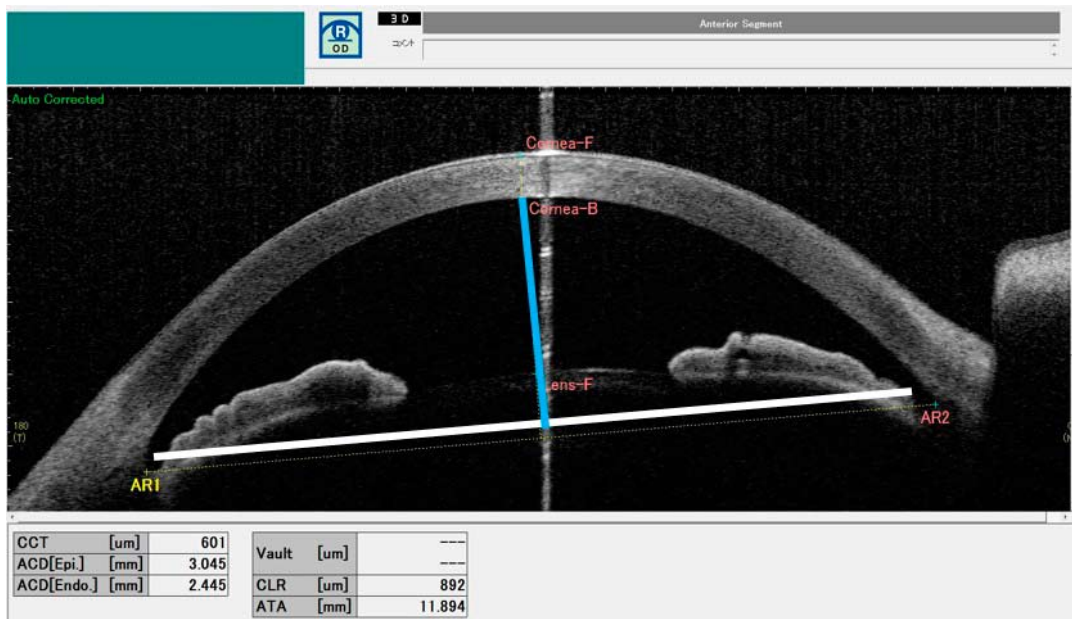 R
OD
3 D
コメント
Anterior Segment
Auto Corrected
Cornea-F
Cornea-B
Lens-F
180
(T)
AR1
AR2
CCT [um] 601
ACD[Epi.] [mm] 3.045
ACD[Endo.] [mm] 2.445
Vault [um] ---
---
CLR [um] 892
ATA [mm] 11.894